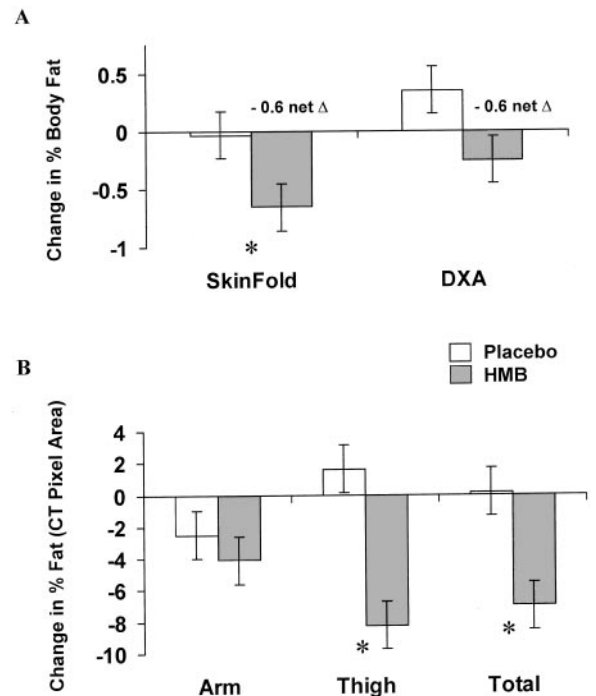 A
Change in % Body Fat
0.5
0
-0.5
-1
- 0.6 net Δ
- 0.6 net Δ
*
SkinFold
DXA
Placebo
HMB
B
Change in % Fat (CT Pixel Area)
4
2
0
-2
-4
-6
-8
-10
*
*
Arm
Thigh
Total